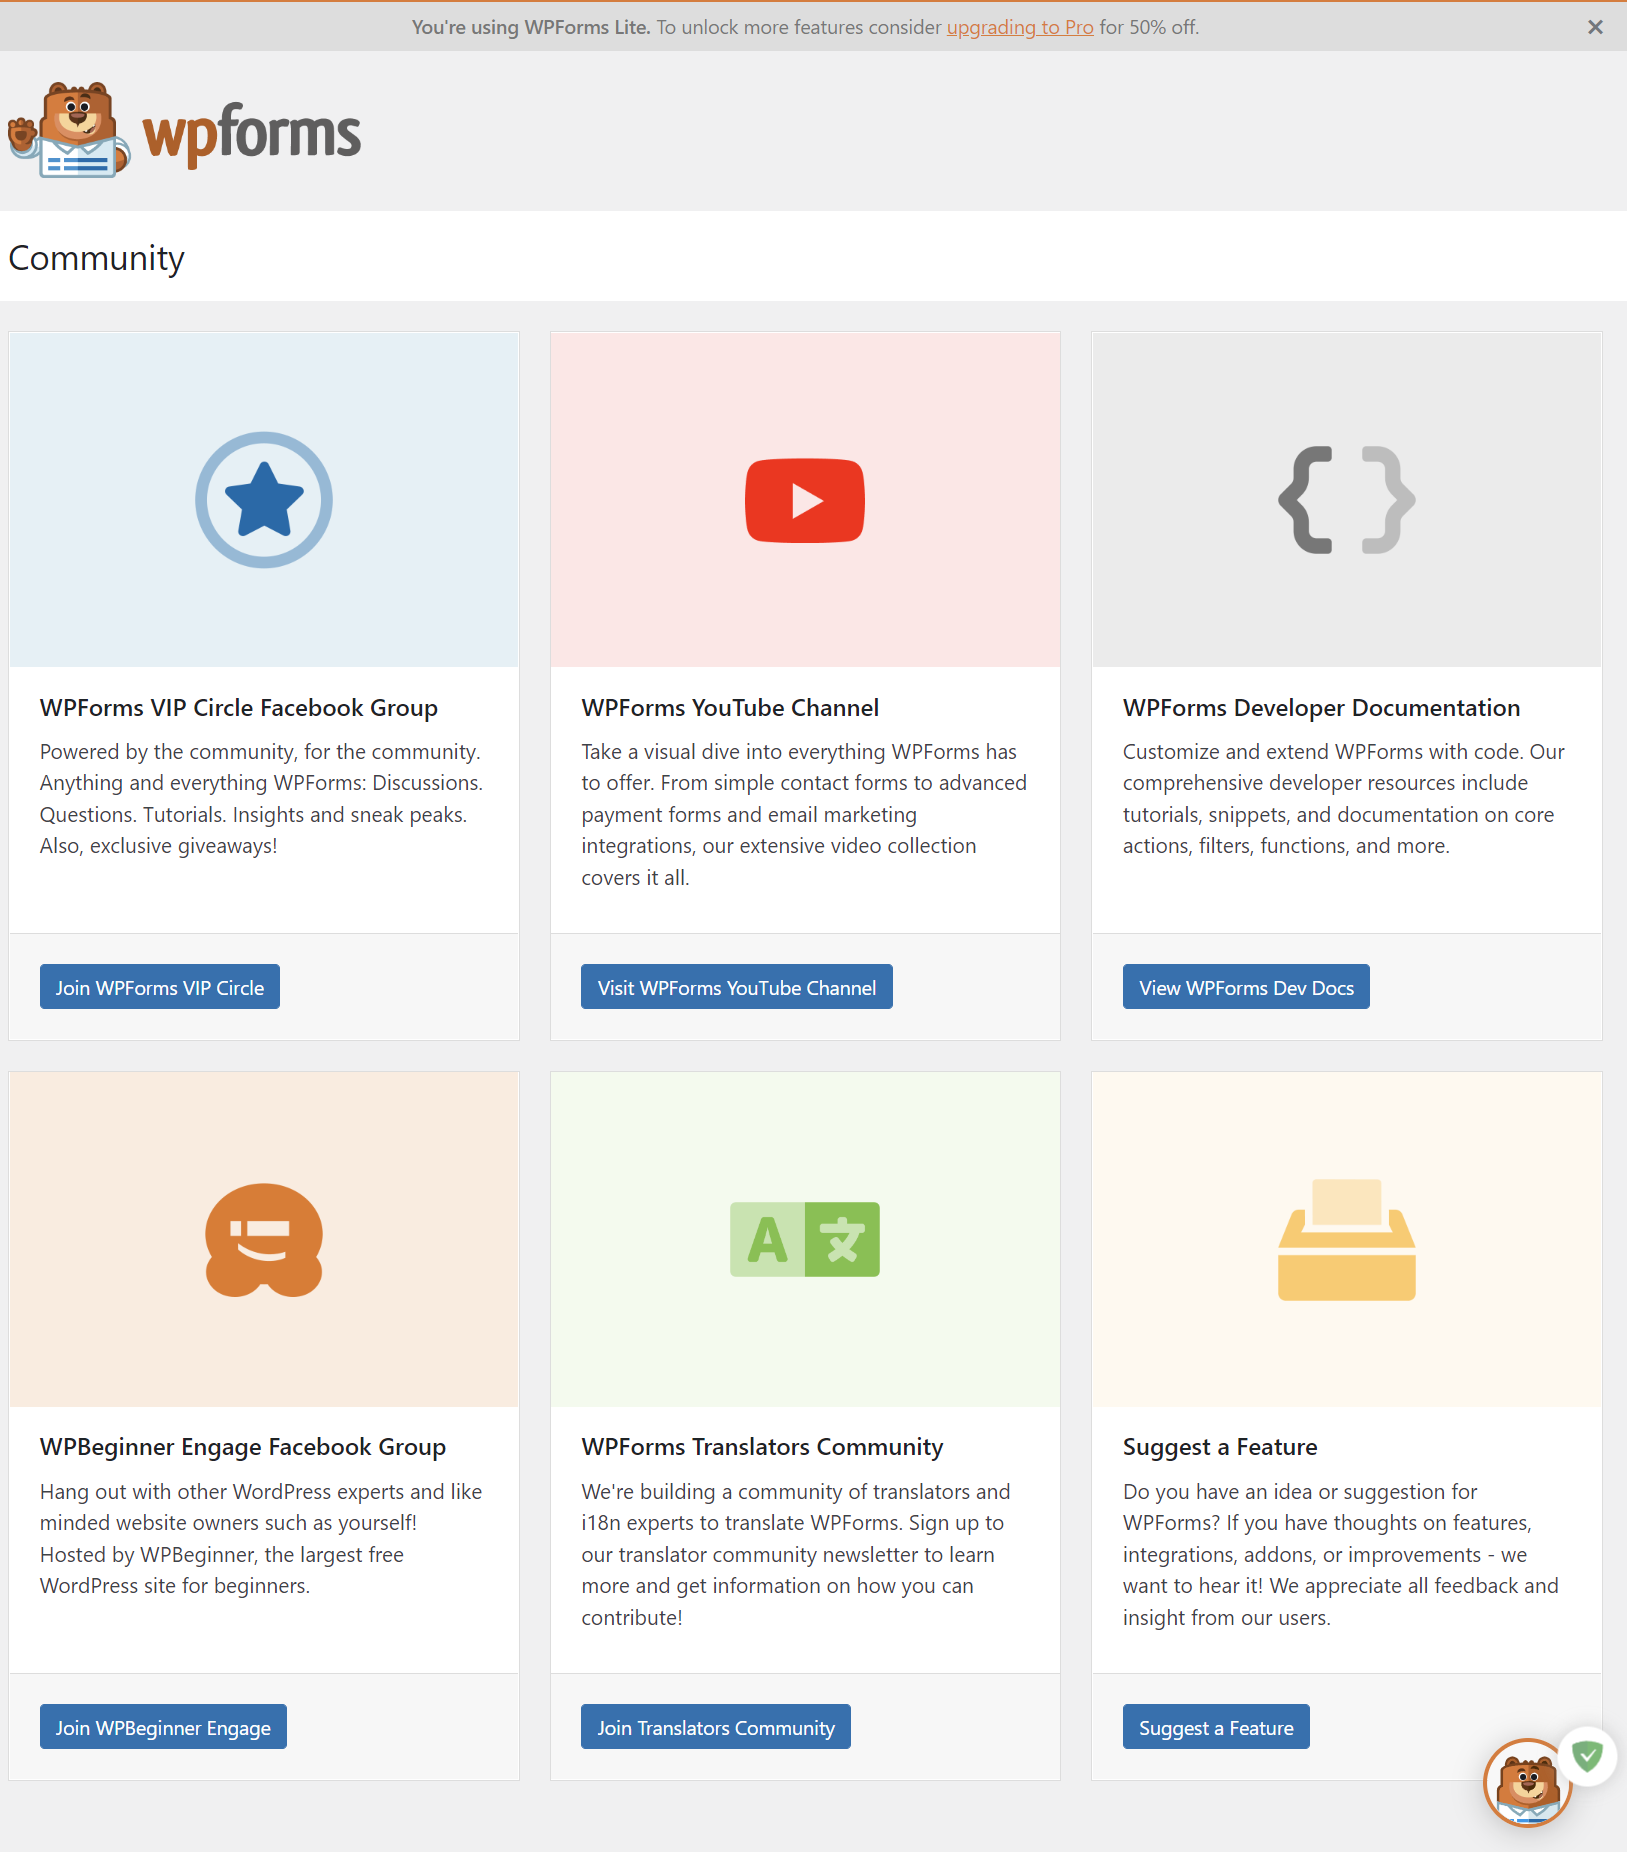 You're using WPForms Lite. To unlock more features consider upgrading to Pro for 50% off.
wpforms
Community
WPForms VIP Circle Facebook Group
Powered by the community, for the community.
Anything and everything WPForms: Discussions.
Questions. Tutorials. Insights and sneak peaks.
Also, exclusive giveaways!
Join WPForms VIP Circle
WPForms YouTube Channel
Take a visual dive into everything WPForms has
to offer. From simple contact forms to advanced
payment forms and email marketing
integrations, our extensive video collection
covers it all.
Visit WPForms YouTube Channel
WPForms Developer Documentation
Customize and extend WPForms with code. Our
comprehensive developer resources include
tutorials, snippets, and documentation on core
actions, filters, functions, and more.
View WPForms Dev Docs
WPBeginner Engage Facebook Group
Hang out with other WordPress experts and like
minded website owners such as yourself!
Hosted by WPBeginner, the largest free
WordPress site for beginners.
Join WPBeginner Engage
A 文
WPForms Translators Community
We're building a community of translators and
i18n experts to translate WPForms. Sign up to
our translator community newsletter to learn
more and get information on how you can
contribute!
Join Translators Community
Suggest a Feature
Do you have an idea or suggestion for
WPForms? If you have thoughts on features,
integrations, addons, or improvements - we
want to hear it! We appreciate all feedback and
insight from our users.
Suggest a Feature